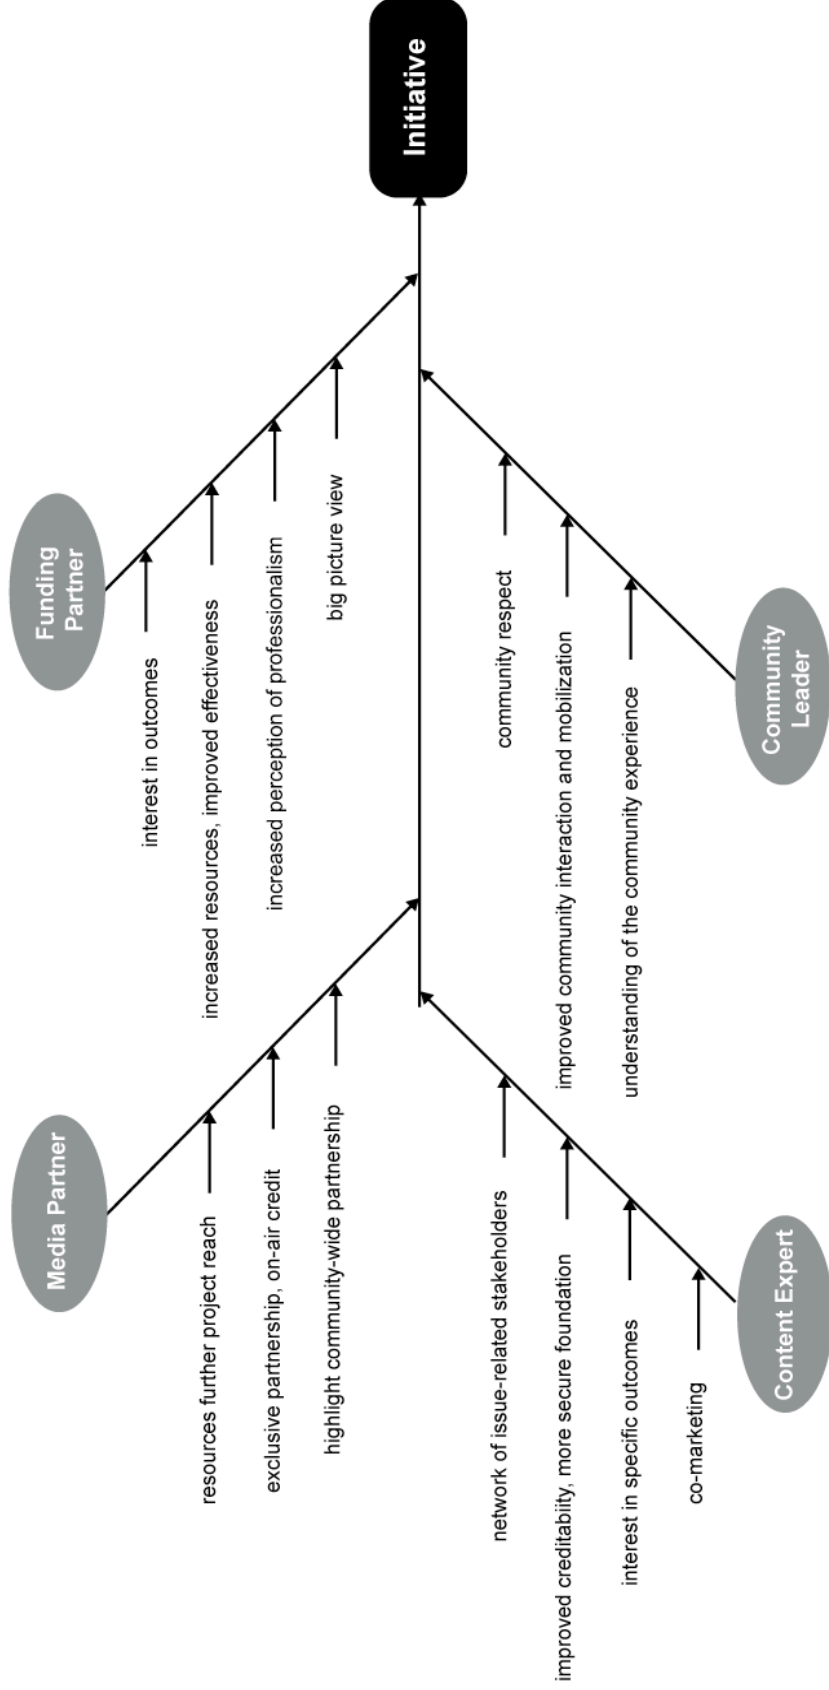 Media Partner
resources further project reach
exclusive partnership, on-air credit
highlight community-wide partnership
Funding
Partner
interest in outcomes
increased resources, improved effectiveness
increased perception of professionalism
big picture view
Initiative
network of issue-related stakeholders
improved creditabiity, more secure foundation
interest in specific outcomes
co-marketing
Content Expert
community respect
improved community interaction and mobilization
understanding of the community experience
Community
Leader